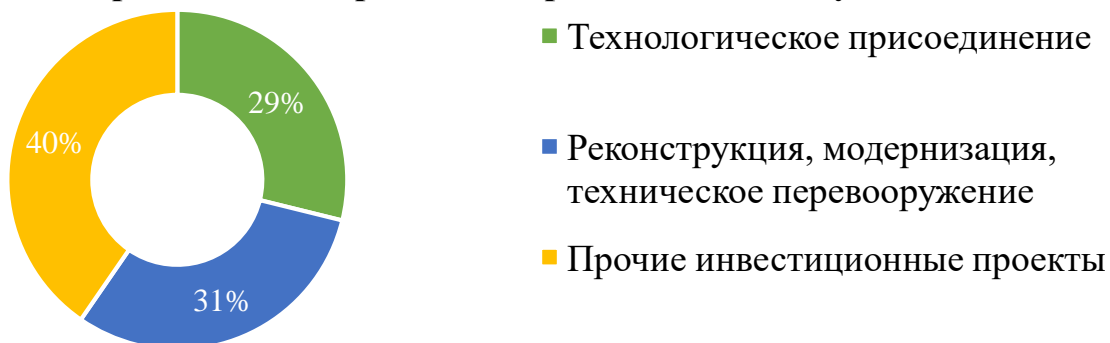 Технологическое присоединение
29%
40%
Реконструкция, модернизация,
техническое перевооружение
Прочие инвестиционные проекты
31%